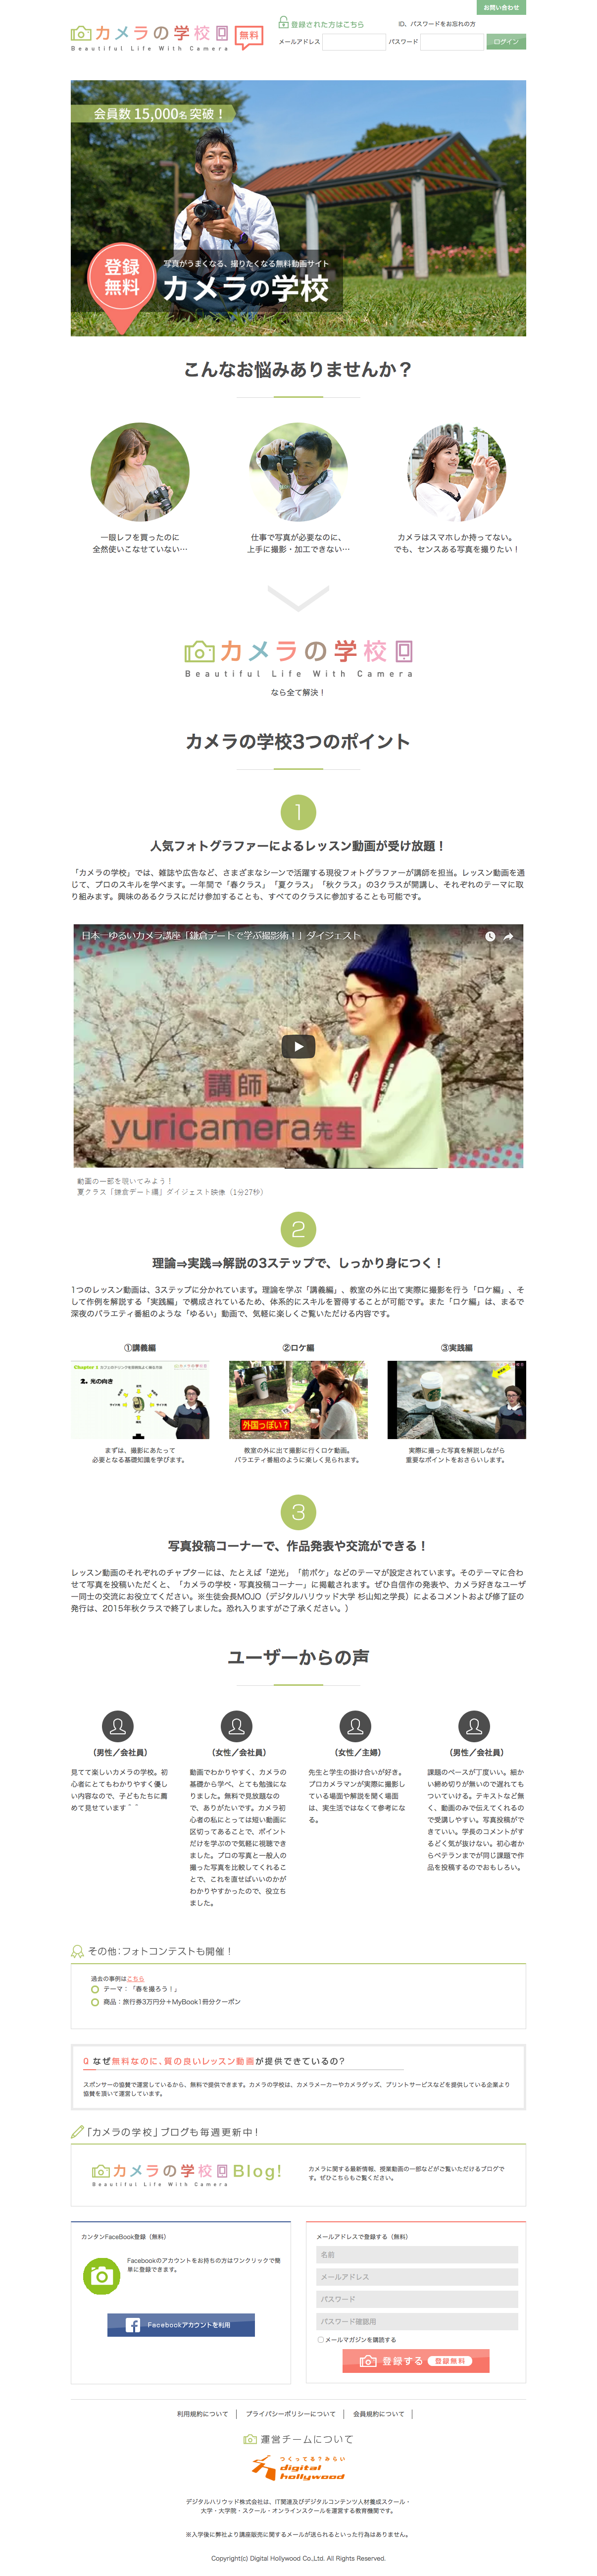 お問い合わせ
カメラの学校
無料
Beautiful Life With Camera
登録された方はこちら
ID、パスワードをお忘れの方
メールアドレス
パスワード
ログイン
会員数 15,000名 突破！
登録
無料
写真がうまくなる、撮りたくなる無料動画サイト
カメラの学校
こんなお悩みありませんか？
一眼レフを買ったのに
全然使いこなせていない…
仕事で写真が必要なのに、
上手に撮影・加工できない…
カメラはスマホしか持ってない。
でも、センスある写真を撮りたい！
カメラの学校
Beautiful Life With Camera
なら全て解決！
カメラの学校3つのポイント
1
人気フォトグラファーによるレッスン動画が受け放題！
「カメラの学校」では、雑誌や広告など、さまざまなシーンで活躍する現役フォトグラファーが講師を担当。レッスン動画を通
じて、プロのスキルを学べます。一年間で「春クラス」「夏クラス」「秋クラス」の3クラスが開講し、それぞれのテーマに取
り組みます。興味のあるクラスにだけ参加することも、すべてのクラスに参加することも可能です。
日本一ゆるいカメラ講座「鎌倉デートで学ぶ撮影術！」ダイジェスト
講師
yuricamera先生
動画の一部を覗いてみよう！
夏クラス「鎌倉デート編」ダイジェスト映像（1分27秒）
2
理論⇒実践⇒解説の3ステップで、しっかり身につく！
1つのレッスン動画は、3ステップに分かれています。理論を学ぶ「講義編」、教室の外に出て実際に撮影を行う「ロケ編」、そ
して作例を解説する「実践編」で構成されているため、体系的にスキルを習得することが可能です。また「ロケ編」は、まるで
深夜のバラエティ番組のような「ゆるい」動画で、気軽に楽しくご覧いただける内容です。
①講義編
②ロケ編
③実践編
2。光の向き
外国っぽい？
まずは、撮影にあたって
必要となる基礎知識を学びます。
教室の外に出て撮影に行くロケ動画。
バラエティ番組のように楽しく見られます。
実際に撮った写真を解説しながら
重要なポイントをおさらいします。
3
写真投稿コーナーで、作品発表や交流ができる！
レッスン動画のそれぞれのチャプターには、たとえば「逆光」「前ボケ」などのテーマが設定されています。そのテーマに合わ
せて写真を投稿いただくと、「カメラの学校・写真投稿コーナー」に掲載されます。ぜひ自信作の発表や、カメラ好きなユーザ
ー同士の交流にお役立てください。※生徒会長MOJO（デジタルハリウッド大学 杉山知之学長）によるコメントおよび修了証の
発行は、2015年秋クラスで終了しました。恐れ入りますがご了承ください。）
ユーザーからの声
（男性／会社員）
見てて楽しいカメラの学校。初
心者にとてもわかりやすく優し
い内容なので、子どもたちに薦
めて見せています＾＾
（女性／会社員）
動画でわかりやすく、カメラの
基礎から学べ、とても勉強にな
りました。無料で見放題なの
で、ありがたいです。カメラ初
心者の私にとっては短い動画に
区切ってあることで、ポイント
だけを学ぶので気軽に視聴でき
ました。プロの写真と一般人の
撮った写真を比較してくれるこ
とで、これを直せばいいのかが
わかりやすかったので、役立ち
ました。
（女性／主婦）
先生と学生の掛け合いが好き。
プロカメラマンが実際に撮影し
ている場面や解説を聞く場面
は、実生活ではなくて参考にな
る。
（男性／会社員）
課題のペースが丁度いい。細か
い締め切りが無いので遅れても
ついていける。テキストなど無
く、動画のみで伝えてくれるの
で受講しやすい。写真投稿がで
きていい。学長のコメントがす
るどく気が抜けない。初心者か
らベテランまでが同じ課題で作
品を投稿するのでおもしろい。
その他：フォトコンテストも開催！
過去の事例はこちら
テーマ：「春を撮ろう！」
商品：旅行券3万円分＋MyBook1冊分クーポン
Q なぜ無料なのに、質の良いレッスン動画が提供できているの？
スポンサーの協賛で運営しているから、無料で提供できます。カメラの学校は、カメラメーカーやカメラグッズ、プリントサービスなどを提供している企業より
協賛を頂いて運営しています。
「カメラの学校」ブログも毎週更新中！
カメラの学校 Blog!
Beautiful Life With Camera
カメラに関する最新情報、授業動画の一部などがご覧いただけるブログで
す。ぜひこちらもご覧ください。
カンタンFaceBook登録（無料）
Facebookのアカウントをお持ちの方はワンクリックで簡
単に登録できます。
Facebookアカウントを利用
メールアドレスで登録する（無料）
名前
メールアドレス
パスワード
パスワード確認用
メールマガジンを購読する
登録する 登録無料
利用規約について
プライバシーポリシーについて
会員規約について
運営チームについて
つくってる？みらい
digital
hollywood
デジタルハリウッド株式会社は、IT関連及びデジタルコンテンツ人材養成スクール・
大学・大学院・スクール・オンラインスクールを運営する教育機関です。
※入学後に弊社より講座販売に関するメールが送られるといった行為はありません。
Copyright(c) Digital Hollywood Co.,Ltd. All Rights Reserved.